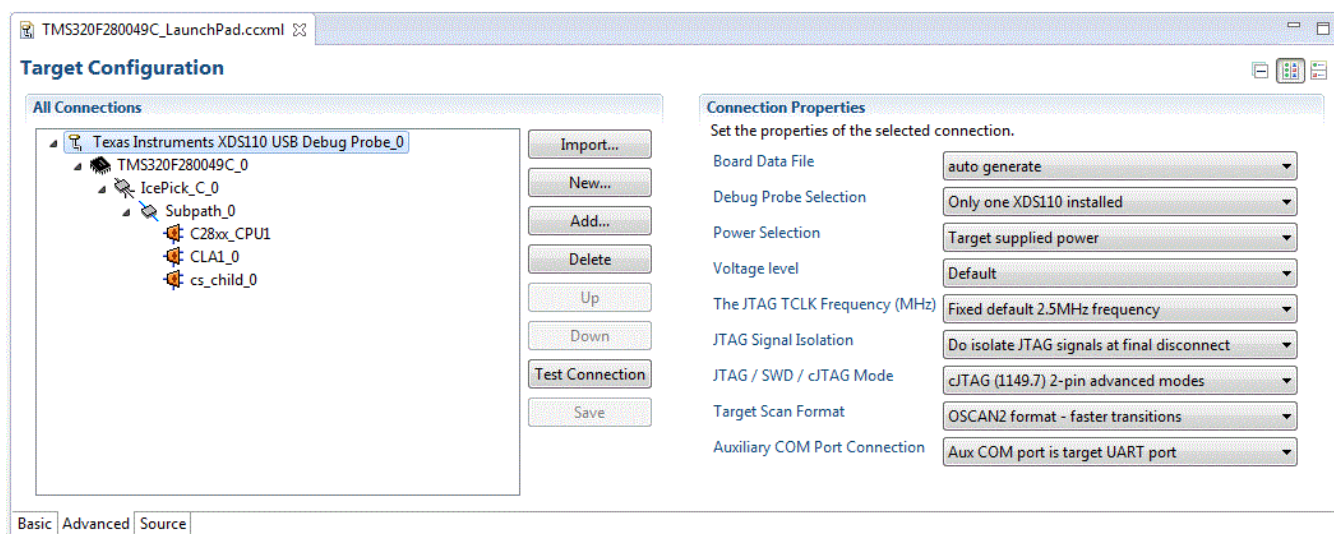 TMS320F280049C_LaunchPad.ccxml
Target Configuration
All Connections
Texas Instruments XDS110 USB Debug Probe_0
TMS320F280049C_0
IcePick_C_0
Subpath_0
C28xx_CPU1
CLA1_0
cs_child_0
Import...
New...
Add...
Delete
Up
Down
Test Connection
Save
Connection Properties
Set the properties of the selected connection.
Board Data File
auto generate
Debug Probe Selection
Only one XDS110 installed
Power Selection
Target supplied power
Voltage level
Default
The JTAG TCLK Frequency (MHz)
Fixed default 2.5MHz frequency
JTAG Signal Isolation
Do isolate JTAG signals at final disconnect
JTAG / SWD / cJTAG Mode
cJTAG (1149.7) 2-pin advanced modes
Target Scan Format
OSCAN2 format - faster transitions
Auxiliary COM Port Connection
Aux COM port is target UART port
Basic Advanced Source